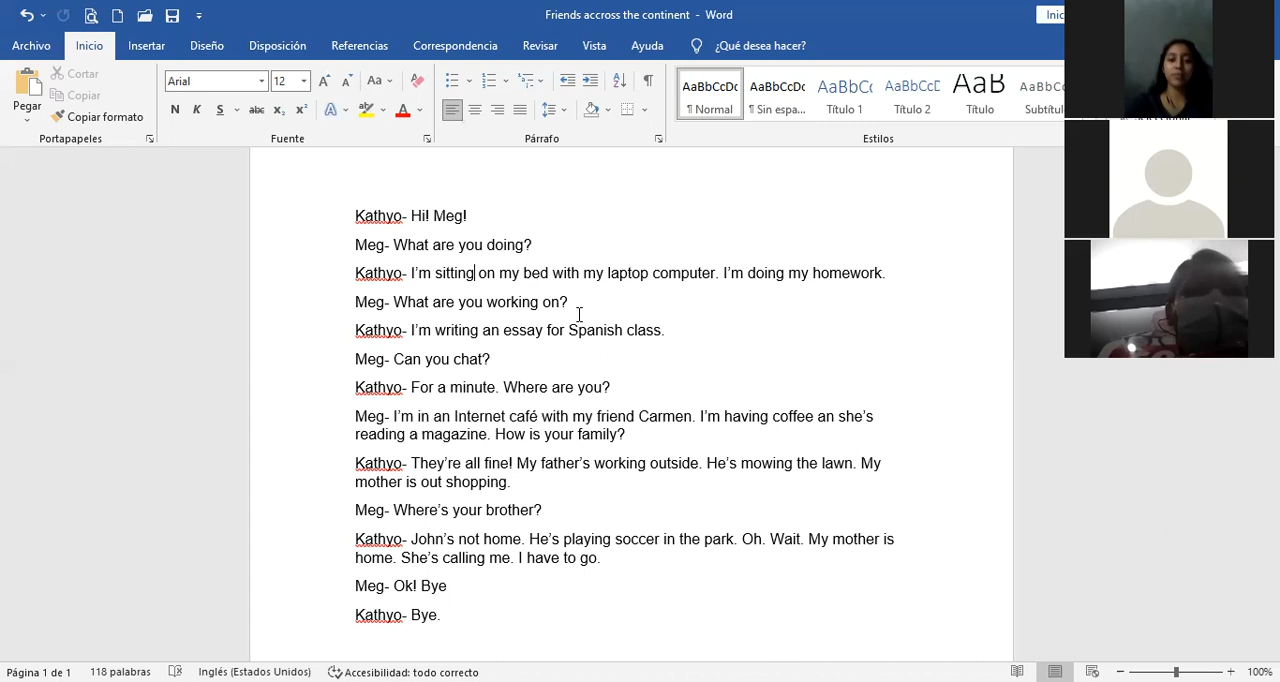 Friends accross the continent - Word
Inic
Archivo Inicio Insertar Diseño Disposición Referencias Correspondencia Revisar Vista Ayuda ¿Qué desea hacer?
Pegar
Cortar
Copiar
Copiar formato
Portapapeles
Arial 12 A A Aa
N K S abc x₂ x² A A
Fuente
Párrafo
AaBbCcDc AaBbCcDc AaBbCc AaBbCcD AaB AaBbCc
¶ Normal ¶ Sin espa... Título 1 Título 2 Título Subtítul
Estilos
Kathyo- Hi! Meg!
Meg- What are you doing?
Kathyo- I'm sitting on my bed with my laptop computer. I'm doing my homework.
Meg- What are you working on?
Kathyo- I'm writing an essay for Spanish class.
Meg- Can you chat?
Kathyo- For a minute. Where are you?
Meg- I'm in an Internet café with my friend Carmen. I'm having coffee an she's
reading a magazine. How is your family?
Kathyo- They're all fine! My father's working outside. He's mowing the lawn. My
mother is out shopping.
Meg- Where's your brother?
Kathyo- John's not home. He's playing soccer in the park. Oh. Wait. My mother is
home. She's calling me. I have to go.
Meg- Ok! Bye
Kathyo- Bye.
Página 1 de 1 118 palabras Inglés (Estados Unidos) Accesibilidad: todo correcto 100%